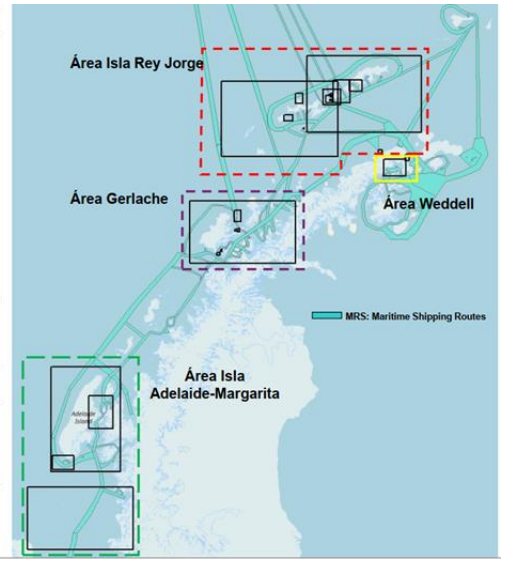 Área Isla Rey Jorge
Área Gerlache
Área Weddell
MRS: Maritime Shipping Routes
Área Isla
Adelaide-Margarita
Adelaide
Island